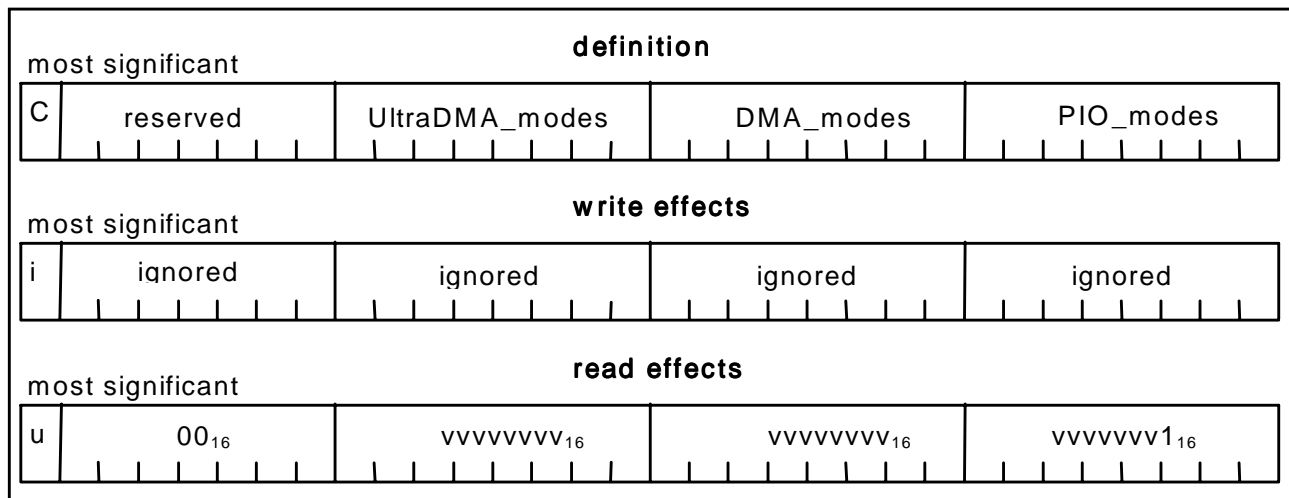 definition
most significant
C reserved UltraDMA_modes DMA_modes PIO_modes
write effects
most significant
i ignored ignored ignored ignored
read effects
most significant
u 00₁₆ vvvvvvvv₁₆ vvvvvvvv₁₆ vvvvvvv1₁₆